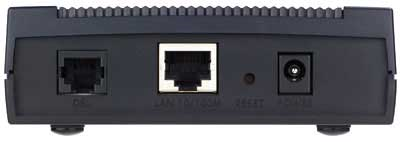 DSL
LAN 10/100M
RESET
POWER